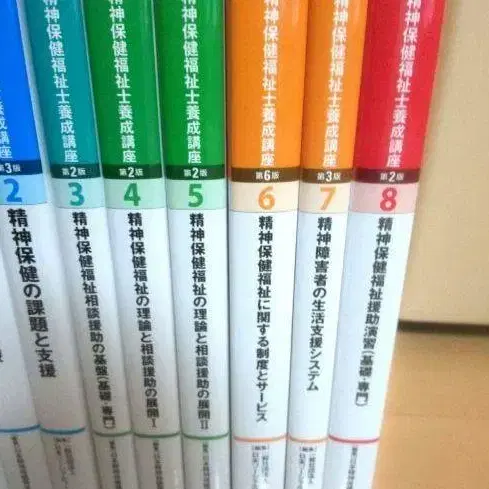 養成講座
第3版
2
精神保健の課題と支援
精神保健福祉士養成講座
第2版
3
精神保健福祉相談援助の基盤(基礎・専門)
精神保健福祉士養成講座
第2版
4
精神保健福祉の理論と相談援助の展開Ⅰ
精神保健福祉士養成講座
第2版
5
精神保健福祉の理論と相談援助の展開Ⅱ
精神保健福祉士養成講座
第6版
6
精神保健福祉に関する制度とサービス
精神保健福祉士養成講座
第3版
7
精神障害者の生活支援システム
精神保健福祉士養成講座
第2版
8
精神保健福祉援助演習(基礎・専門)